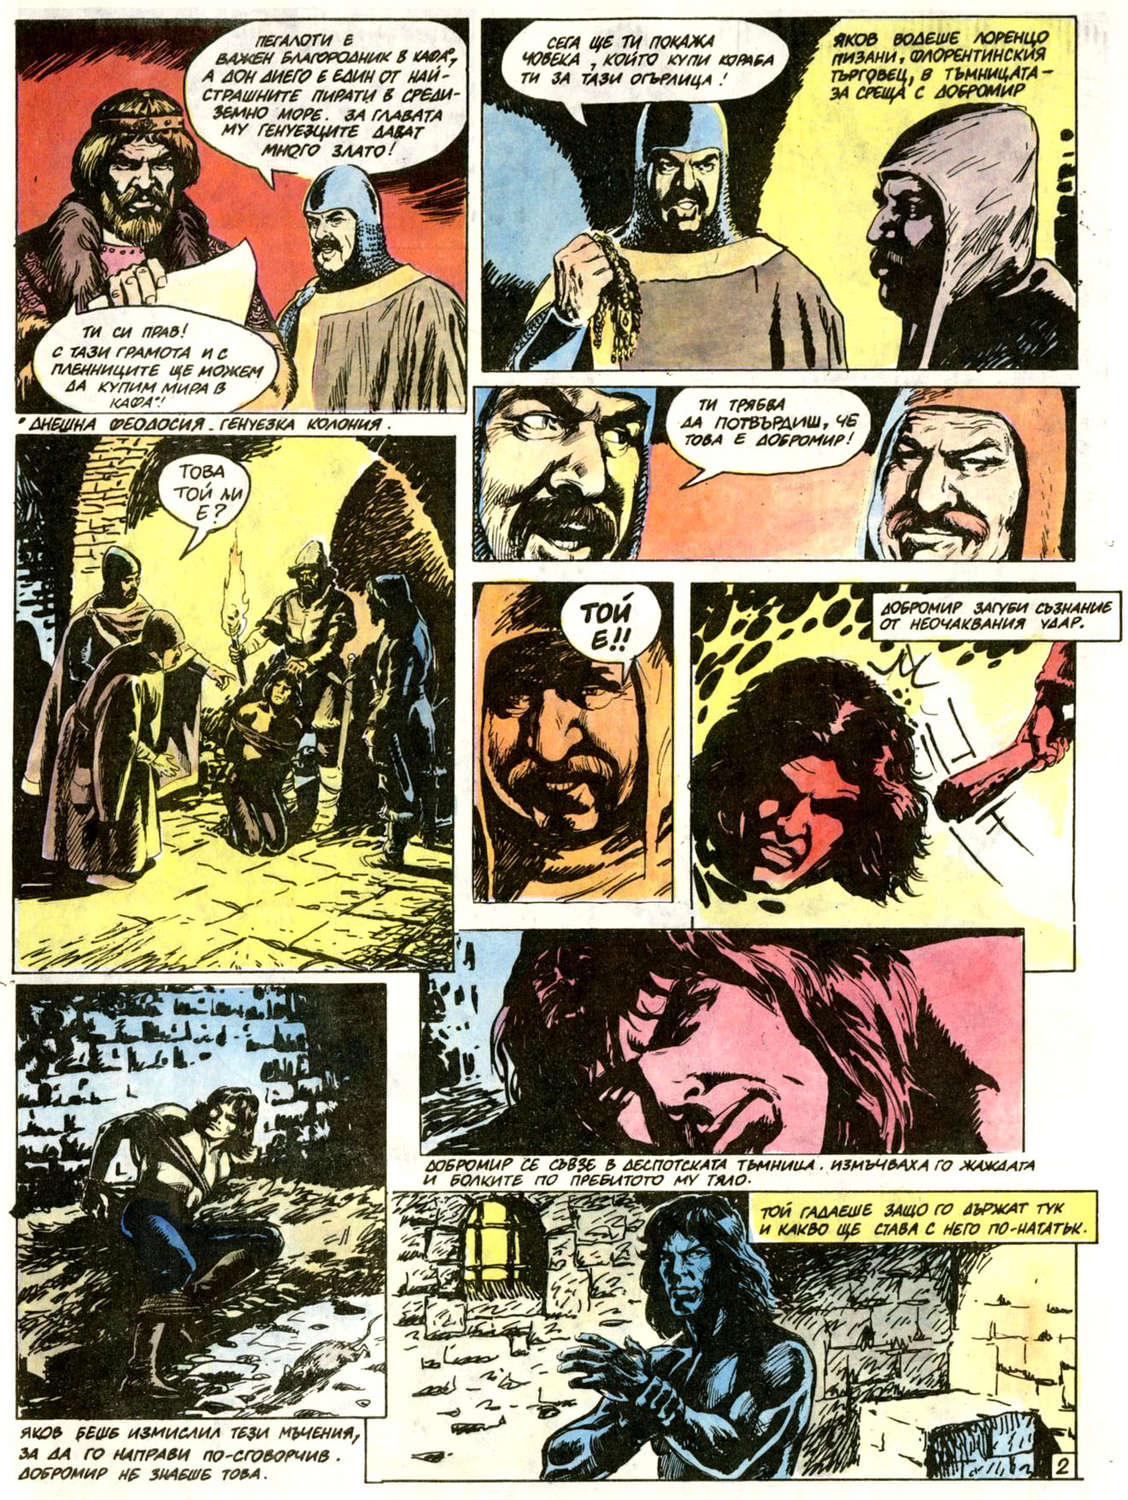 ПЕГАЛОТИ Е
ВАЖЕН БЛАГОРОДНИК В КАФА*,
А ДОН ДИЕГО Е ЕДИН ОТ НАЙ-
СТРАШНИТЕ ПИРАТИ В СРЕДИ-
ЗЕМНО МОРЕ. ЗА ГЛАВАТА
МУ ГЕНУЕЗЦИТЕ ДАВАТ
МНОГО ЗЛАТО!
ТИ СИ ПРАВ!
С ТАЗИ ГРАМОТА И С
ПЛЕННИЦИТЕ ЩЕ МОЖЕМ
ДА КУПИМ МИРА В
КАФА*!
*ДНЕШНА ФЕОДОСИЯ. ГЕНУЕЗКА КОЛОНИЯ.
СЕГА ЩЕ ТИ ПОКАЖА
ЧОВЕКА, КОЙТО КУПИ КОРАБА
ТИ ЗА ТАЗИ ОГЪРЛИЦА!
ЯКОВ ВОДЕШЕ ЛОРЕНЦО
ПИЗАНИ, ФЛОРЕНТИНСКИЯ
ТЪРГОВЕЦ, В ТЪМНИЦАТА -
ЗА СРЕЩА С ДОБРОМИР
ТИ ТРЯБВА
ДА ПОТВЪРДИШ, ЧЕ
ТОВА Е ДОБРОМИР!
ТОВА
ТОЙ ЛИ
Е?
ТОЙ
Е!!
ДОБРОМИР ЗАГУБИ СЪЗНАНИЕ
ОТ НЕОЧАКВАНИЯ УДАР.
ДОБРОМИР СЕ СВЪЗЕ В ДЕСПОТСКАТА ТЪМНИЦА. ИЗМЪЧВАХА ГО ЖАЖДАТА
И БОЛКИТЕ ПО ПРЕБИТОТО МУ ТЯЛО.
ЯКОВ БЕШЕ ИЗМИСЛИЛ ТЕЗИ МЪЧЕНИЯ,
ЗА ДА ГО НАПРАВИ ПО-СГОВОРЧИВ.
ДОБРОМИР НЕ ЗНАЕШЕ ТОВА.
ТОЙ ГАДАЕШЕ ЗАЩО ГО ДЪРЖАТ ТУК
И КАКВО ЩЕ СТАВА С НЕГО ПО-НАТАТЪК.
2